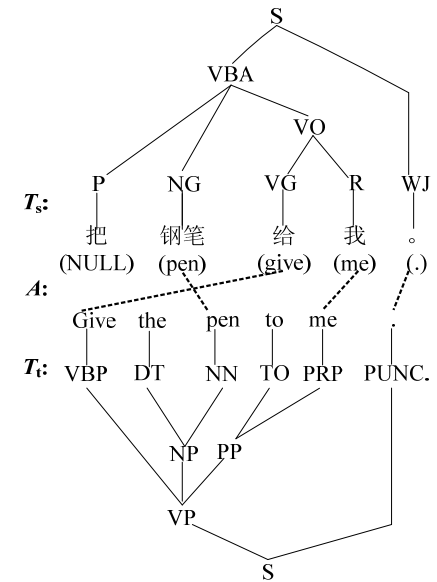 S
VBA
VO
P NG VG R WJ
Ts:
把 钢笔 给 我 。
(NULL) (pen) (give) (me) (.)
A:
Give the pen to me .
Tt: VBP DT NN TO PRP PUNC.
NP PP
VP
S